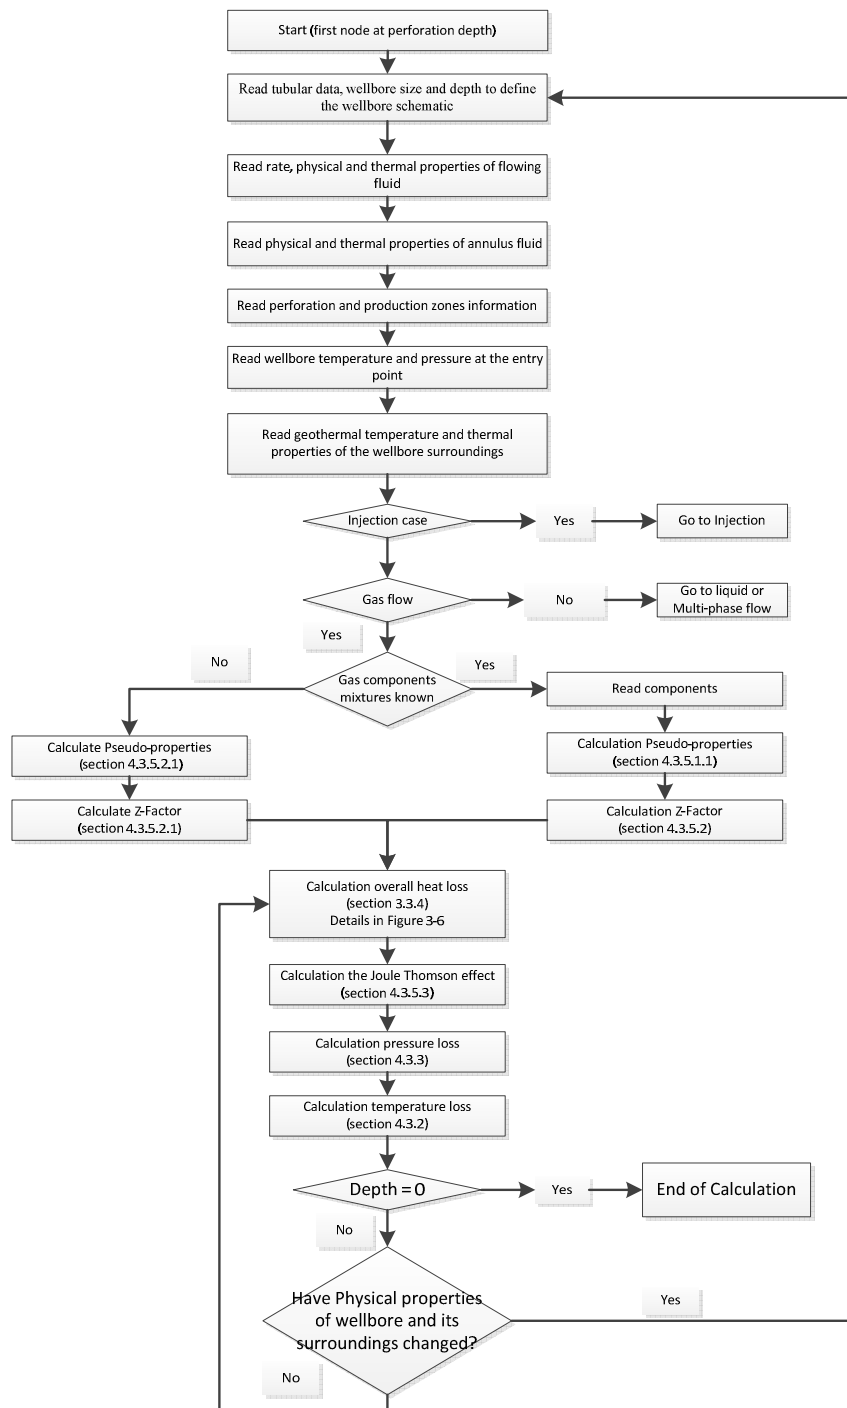 Start (first node at perforation depth)
Read tubular data, wellbore size and depth to define
the wellbore schematic
Read rate, physical and thermal properties of flowing
fluid
Read physical and thermal properties of annulus fluid
Read perforation and production zones information
Read wellbore temperature and pressure at the entry
point
Read geothermal temperature and thermal
properties of the wellbore surroundings
Injection case
Yes
Go to Injection
Gas flow
No
Go to liquid or
Multi-phase flow
Yes
No
Gas components
mixtures known
Yes
Read components
Calculate Pseudo-properties
(section 4.3.5.2.1)
Calculation Pseudo-properties
(section 4.3.5.1.1)
Calculate Z-Factor
(section 4.3.5.2.1)
Calculation Z-Factor
(section 4.3.5.2)
Calculation overall heat loss
(section 3.3.4)
Details in Figure 3-6
Calculation the Joule Thomson effect
(section 4.3.5.3)
Calculation pressure loss
(section 4.3.3)
Calculation temperature loss
(section 4.3.2)
Depth = 0
Yes
End of Calculation
No
Have Physical properties
of wellbore and its
surroundings changed?
Yes
No